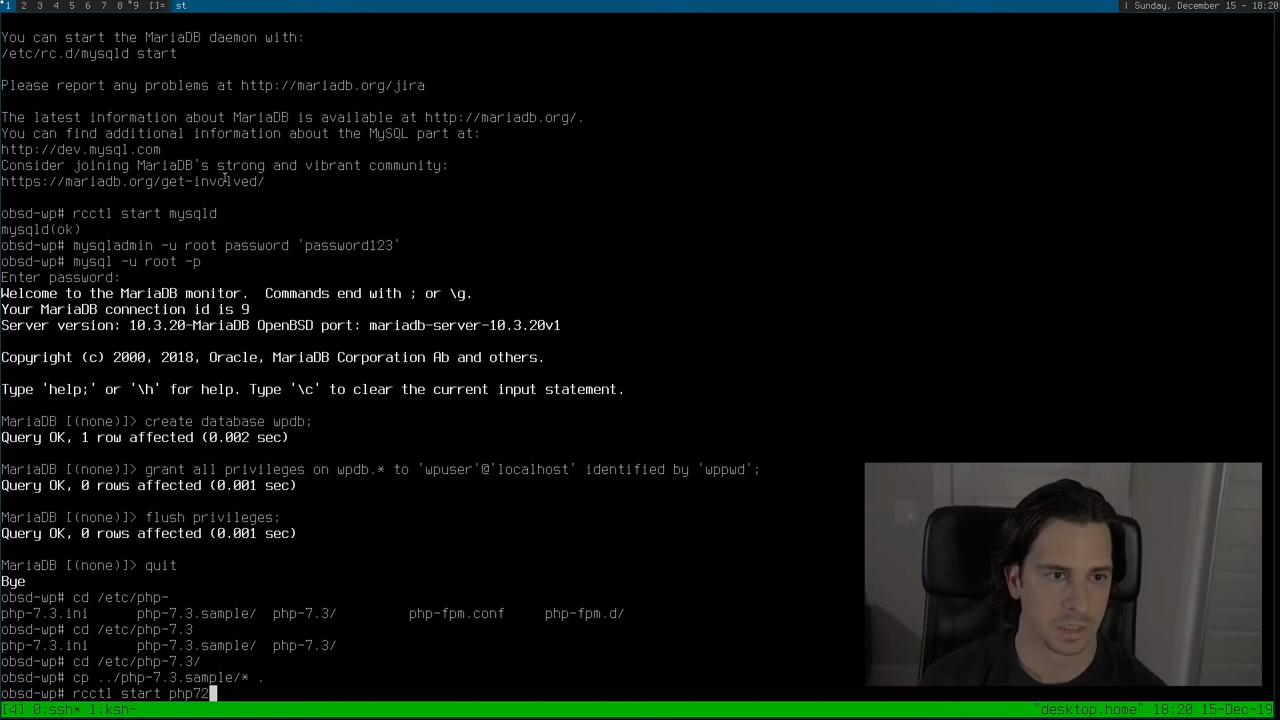 1 2 3 4 5 6 7 8 9 []= st | Sunday, December 15 - 18:20
You can start the MariaDB daemon with:
/etc/rc.d/mysqld start
Please report any problems at http://mariadb.org/jira
The latest information about MariaDB is available at http://mariadb.org/.
You can find additional information about the MySQL part at:
http://dev.mysql.com
Consider joining MariaDB's strong and vibrant community:
https://mariadb.org/get-involved/
obsd-wp# rcctl start mysqld
mysqld(ok)
obsd-wp# mysqladmin -u root password 'password123'
obsd-wp# mysql -u root -p
Enter password:
Welcome to the MariaDB monitor.  Commands end with ; or \g.
Your MariaDB connection id is 9
Server version: 10.3.20-MariaDB OpenBSD port: mariadb-server-10.3.20v1
Copyright (c) 2000, 2018, Oracle, MariaDB Corporation Ab and others.
Type 'help;' or '\h' for help. Type '\c' to clear the current input statement.
MariaDB [(none)]> create database wpdb;
Query OK, 1 row affected (0.002 sec)
MariaDB [(none)]> grant all privileges on wpdb.* to 'wpuser'@'localhost' identified by 'wppwd';
Query OK, 0 rows affected (0.001 sec)
MariaDB [(none)]> flush privileges;
Query OK, 0 rows affected (0.001 sec)
MariaDB [(none)]> quit
Bye
obsd-wp# cd /etc/php-
php-7.3.ini php-7.3.sample/ php-7.3/ php-fpm.conf php-fpm.d/
obsd-wp# cd /etc/php-7.3
php-7.3.ini php-7.3.sample/ php-7.3/
obsd-wp# cd /etc/php-7.3/
obsd-wp# cp ../php-7.3.sample/* .
obsd-wp# rcctl start php72
[4] 0:ssh* 1:ksh- "desktop.home" 18:20 15-Dec-19